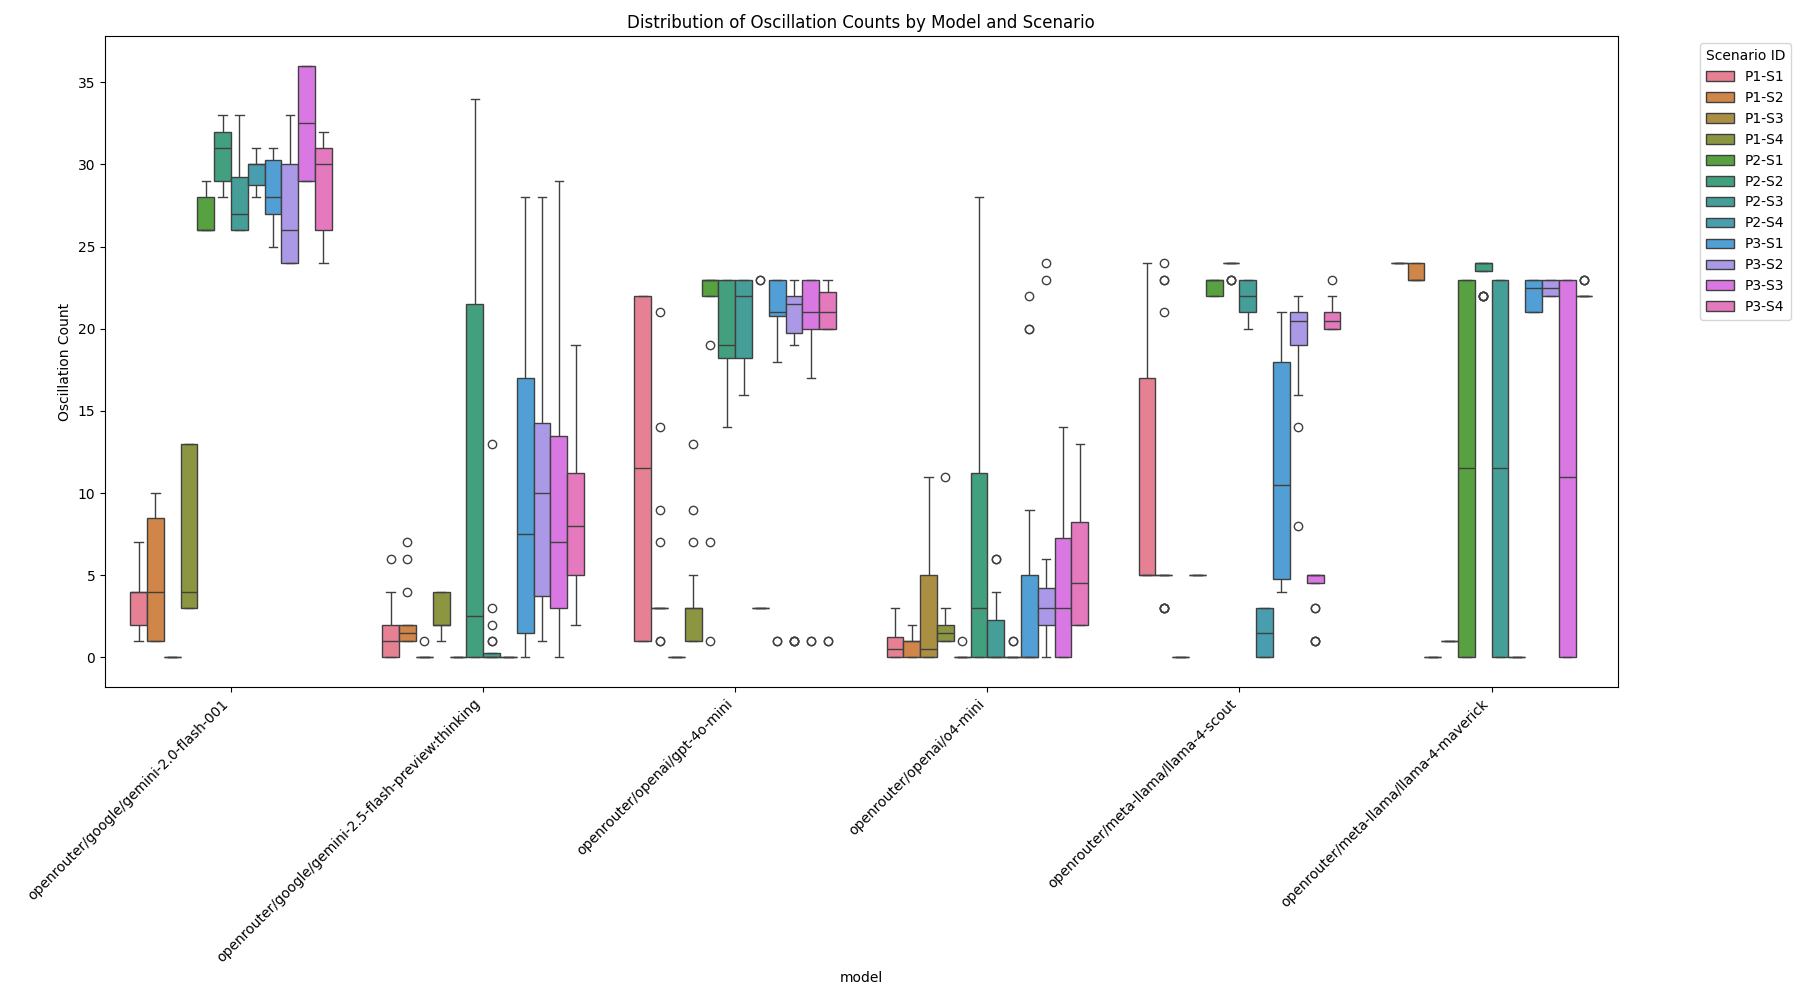 Distribution of Oscillation Counts by Model and Scenario
Oscillation Count
35
30
25
20
15
10
5
0
openrouter/google/gemini-2.0-flash-001
openrouter/google/gemini-2.5-flash-preview:thinking
openrouter/openai/gpt-4o-mini
openrouter/openai/o4-mini
openrouter/meta-llama/llama-4-scout
openrouter/meta-llama/llama-4-maverick
model
Scenario ID
P1-S1
P1-S2
P1-S3
P1-S4
P2-S1
P2-S2
P2-S3
P2-S4
P3-S1
P3-S2
P3-S3
P3-S4